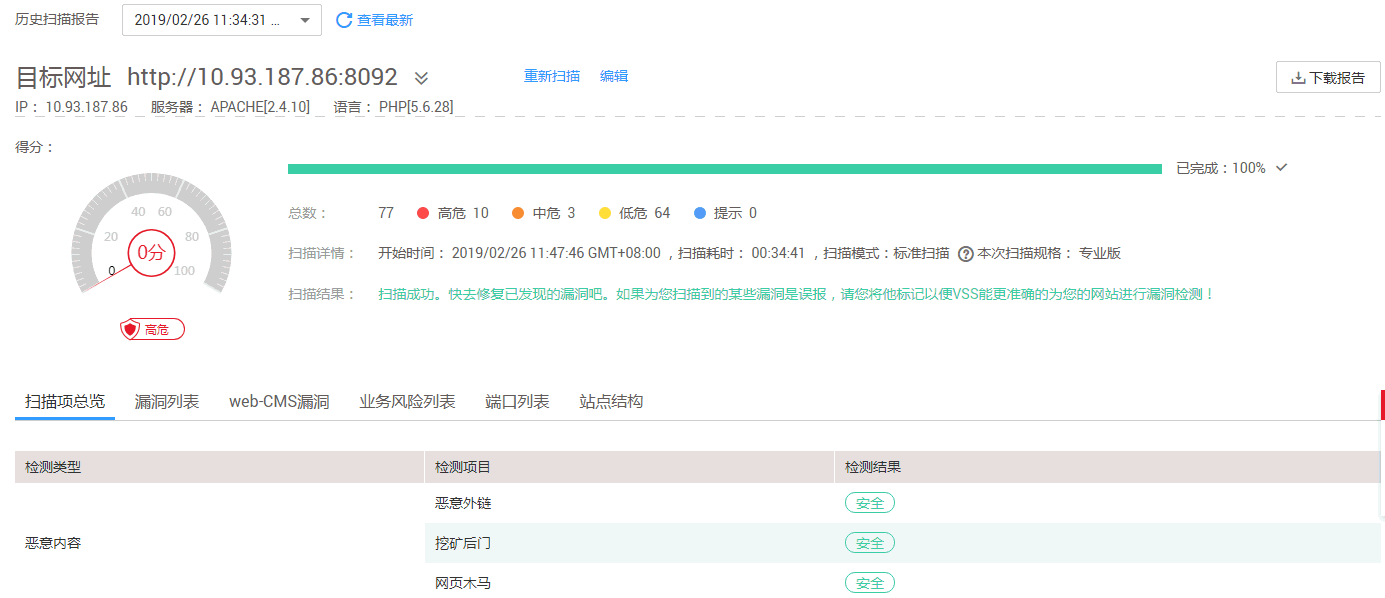 历史扫描报告 2019/02/26 11:34:31 ... 查看最新
目标网址 http://10.93.187.86:8092 重新扫描 编辑 下载报告
IP： 10.93.187.86 服务器： APACHE[2.4.10] 语言： PHP[5.6.28]
得分：
已完成：100%
总数： 77 高危 10 中危 3 低危 64 提示 0
40 60
20 80
0分
0 100
扫描详情： 开始时间： 2019/02/26 11:47:46 GMT+08:00 ，扫描耗时： 00:34:41 ，扫描模式：标准扫描 ? 本次扫描规格： 专业版
扫描结果： 扫描成功。快去修复已发现的漏洞吧。如果为您扫描到的某些漏洞是误报，请您将他标记以便VSS能更准确的为您的网站进行漏洞检测！
高危
扫描项总览 漏洞列表 web-CMS漏洞 业务风险列表 端口列表 站点结构
检测类型 检测项目 检测结果
恶意外链 安全
恶意内容 挖矿后门 安全
网页木马 安全